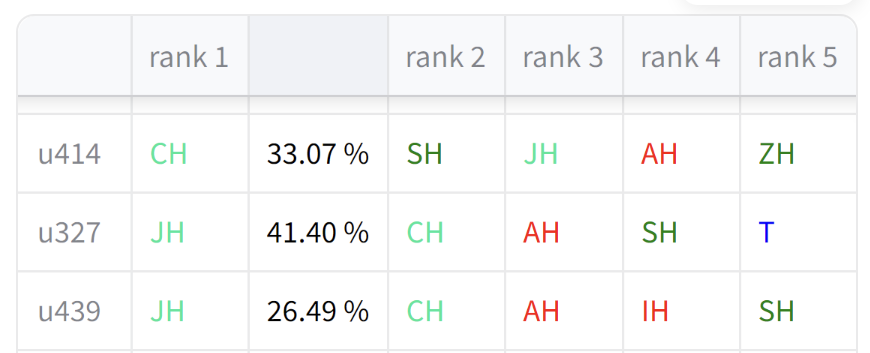 rank 1 rank 2 rank 3 rank 4 rank 5
u414 CH 33.07 % SH JH AH ZH
u327 JH 41.40 % CH AH SH T
u439 JH 26.49 % CH AH IH SH